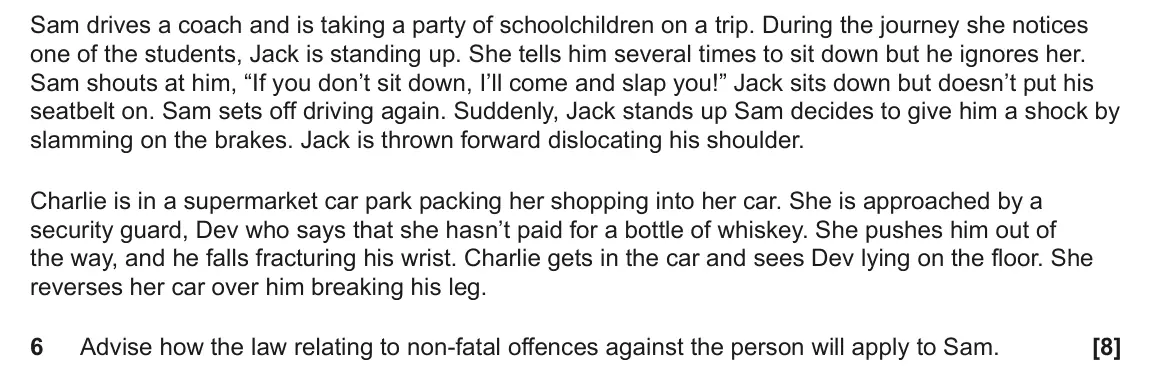 Sam drives a coach and is taking a party of schoolchildren on a trip. During the journey she notices
one of the students, Jack is standing up. She tells him several times to sit down but he ignores her.
Sam shouts at him, “If you don’t sit down, I’ll come and slap you!” Jack sits down but doesn’t put his
seatbelt on. Sam sets off driving again. Suddenly, Jack stands up Sam decides to give him a shock by
slamming on the brakes. Jack is thrown forward dislocating his shoulder.
Charlie is in a supermarket car park packing her shopping into her car. She is approached by a
security guard, Dev who says that she hasn’t paid for a bottle of whiskey. She pushes him out of
the way, and he falls fracturing his wrist. Charlie gets in the car and sees Dev lying on the floor. She
reverses her car over him breaking his leg.
6 Advise how the law relating to non-fatal offences against the person will apply to Sam. [8]